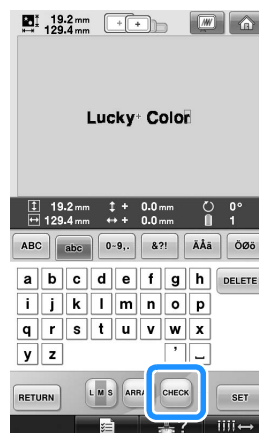 19.2 mm
129.4 mm
Lucky Color
19.2 mm + 0.0 mm 0°
129.4 mm + 0.0 mm 1
ABC abc 0-9,. &?! ÄÅä ÖØö
a b c d e f g h DELETE
i j k l m n o p
q r s t u v w x
y z '
RETURN L M S ARRA CHECK SET
?